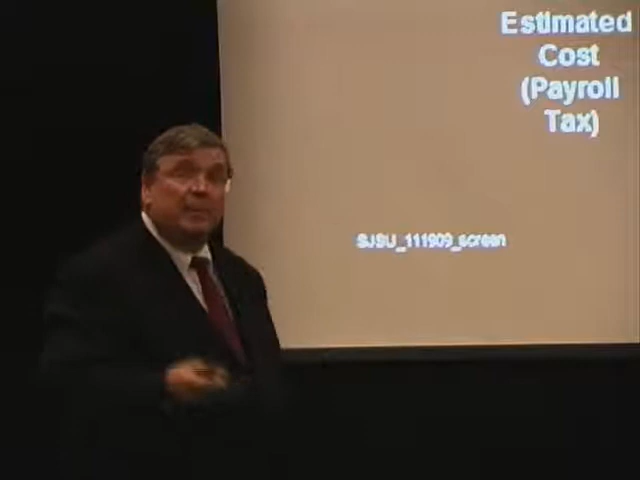 Estimated
Cost
(Payroll
Tax)
SJSU_111909_screen